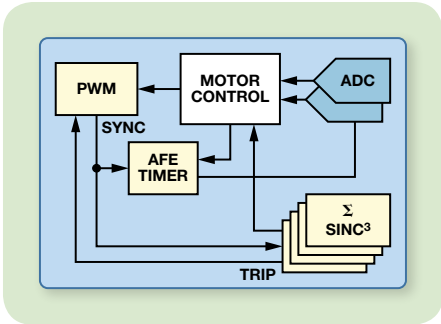 PWM
MOTOR
CONTROL
ADC
SYNC
AFE
TIMER
Σ
SINC³
TRIP